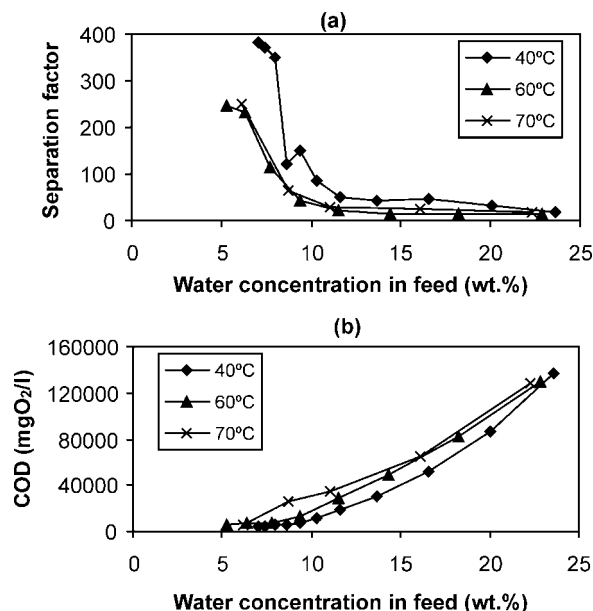 (a)
Separation factor
400
300
200
100
0
40ºC
60ºC
70ºC
0 5 10 15 20 25
Water concentration in feed (wt.%)
(b)
COD (mgO₂/l)
160000
120000
80000
40000
0
40ºC
60ºC
70ºC
0 5 10 15 20 25
Water concentration in feed (wt.%)